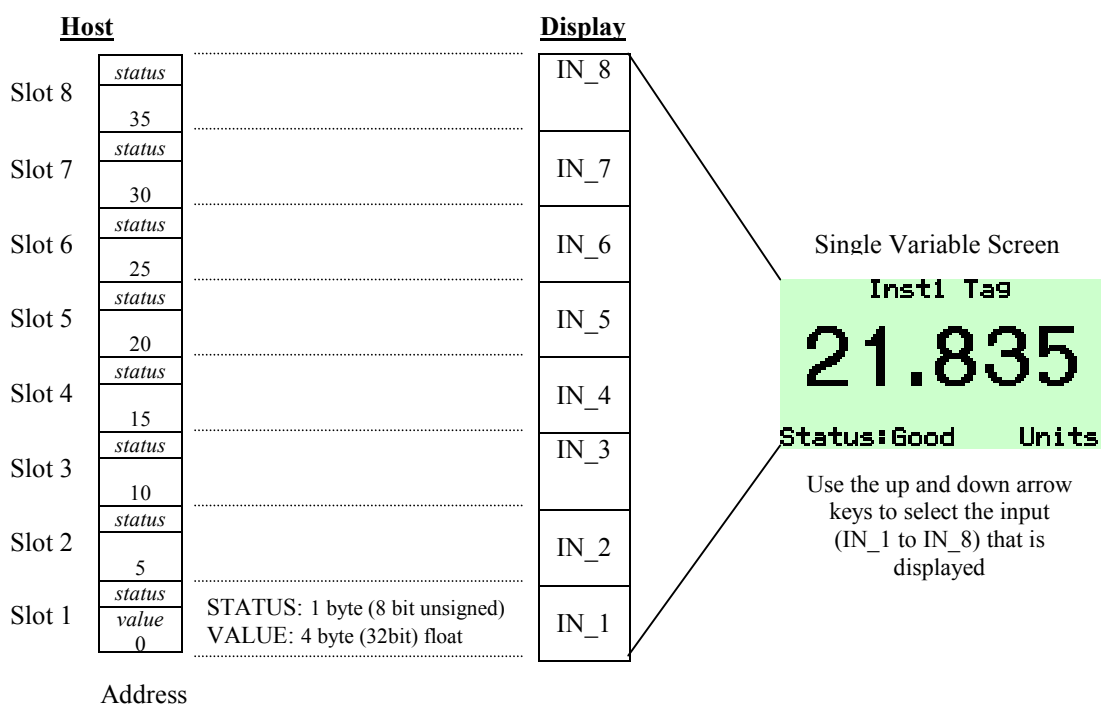 Host
Display
Slot 8
status
35
IN_8
Slot 7
status
30
IN_7
Slot 6
status
25
IN_6
Slot 5
status
20
IN_5
Slot 4
status
15
IN_4
Slot 3
status
10
IN_3
Slot 2
status
5
IN_2
Slot 1
status
value
0
STATUS: 1 byte (8 bit unsigned)
VALUE: 4 byte (32bit) float
IN_1
Address
Single Variable Screen
Inst1 Tag
21.835
Status:Good Units
Use the up and down arrow
keys to select the input
(IN_1 to IN_8) that is
displayed